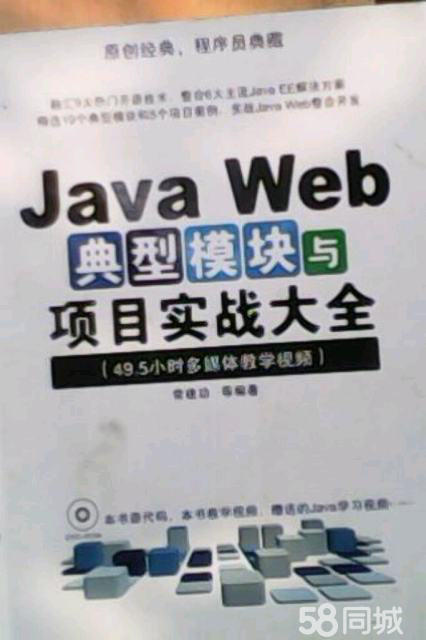 原创经典，程序员典藏
融汇9大热门开源技术，整合6大主流Java EE解决方案
精选19个典型模块和5个项目案例，实战Java Web整合开发
Java Web
典型模块与
项目实战大全
（49.5小时多媒体教学视频）
常建功 等编著
DVD-ROM
本书源代码，本书教学视频，赠送的Java学习视频
58同城